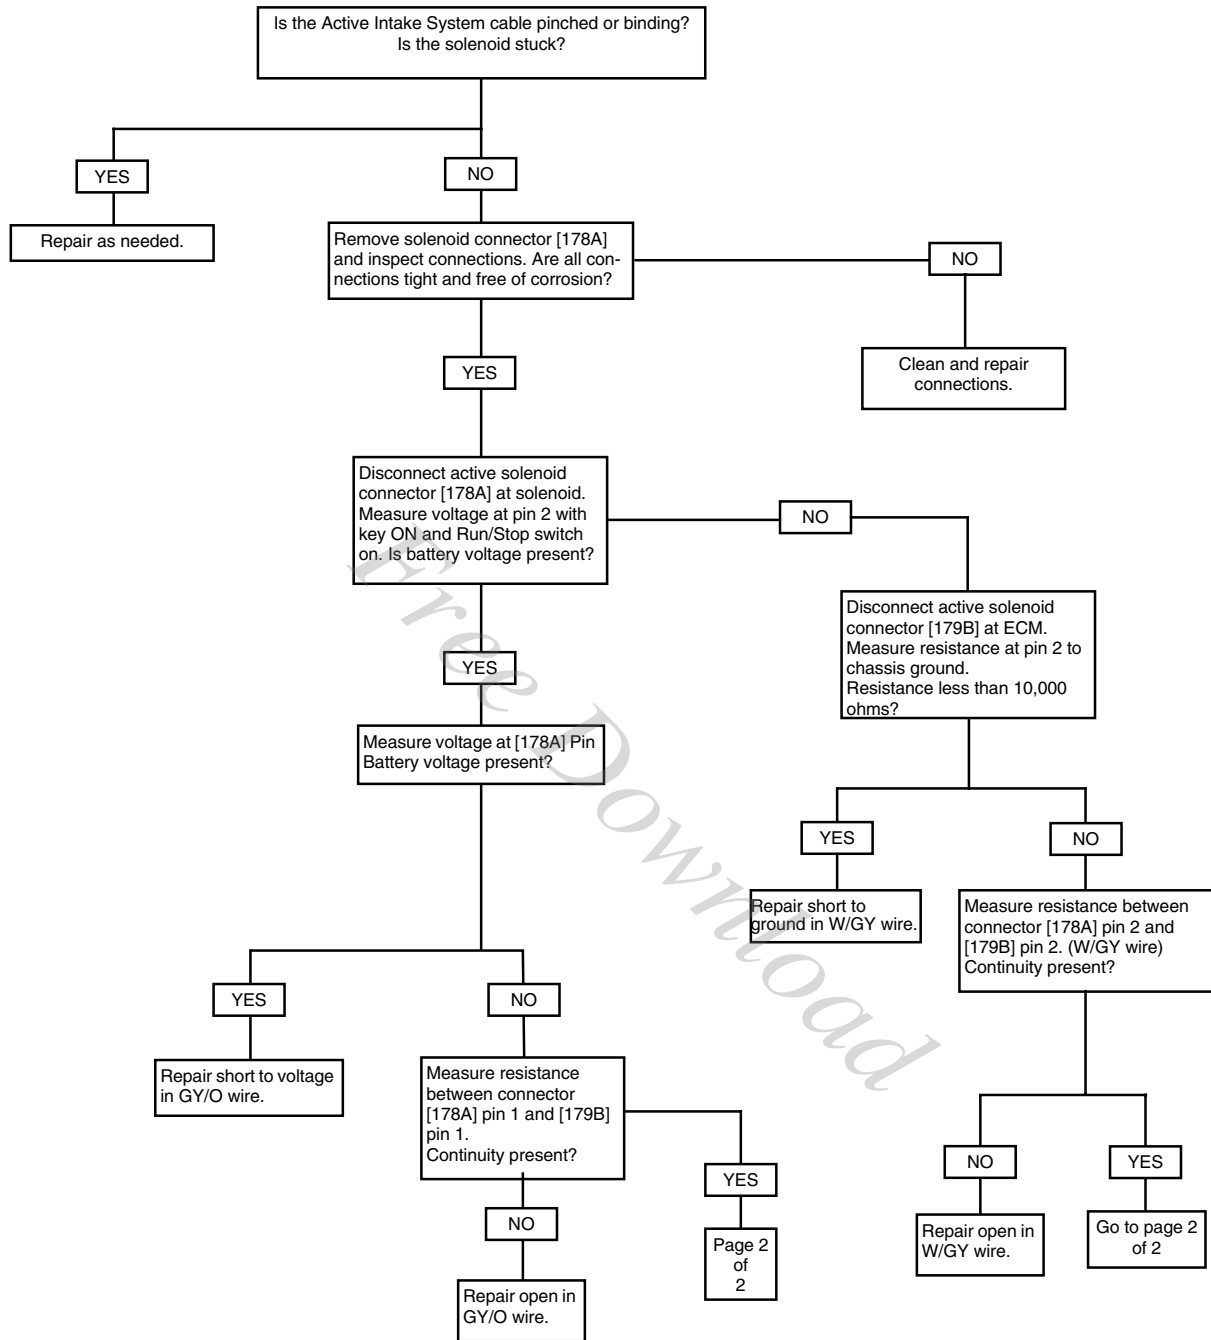 Is the Active Intake System cable pinched or binding?
Is the solenoid stuck?
YES
NO
Repair as needed.
Remove solenoid connector [178A]
and inspect connections. Are all con-
nections tight and free of corrosion?
NO
Clean and repair
connections.
YES
Disconnect active solenoid
connector [178A] at solenoid.
Measure voltage at pin 2 with
key ON and Run/Stop switch
on. Is battery voltage present?
NO
Disconnect active solenoid
connector [179B] at ECM.
Measure resistance at pin 2 to
chassis ground.
Resistance less than 10,000
ohms?
YES
Measure voltage at [178A] Pin
Battery voltage present?
YES
NO
Repair short to
ground in W/GY wire.
Measure resistance between
connector [178A] pin 2 and
[179B] pin 2. (W/GY wire)
Continuity present?
YES
NO
Repair short to voltage
in GY/O wire.
Measure resistance
between connector
[178A] pin 1 and [179B]
pin 1.
Continuity present?
NO
YES
YES
NO
Repair open in
GY/O wire.
Page 2
of
2
Repair open in
W/GY wire.
Go to page 2
of 2
Free Download